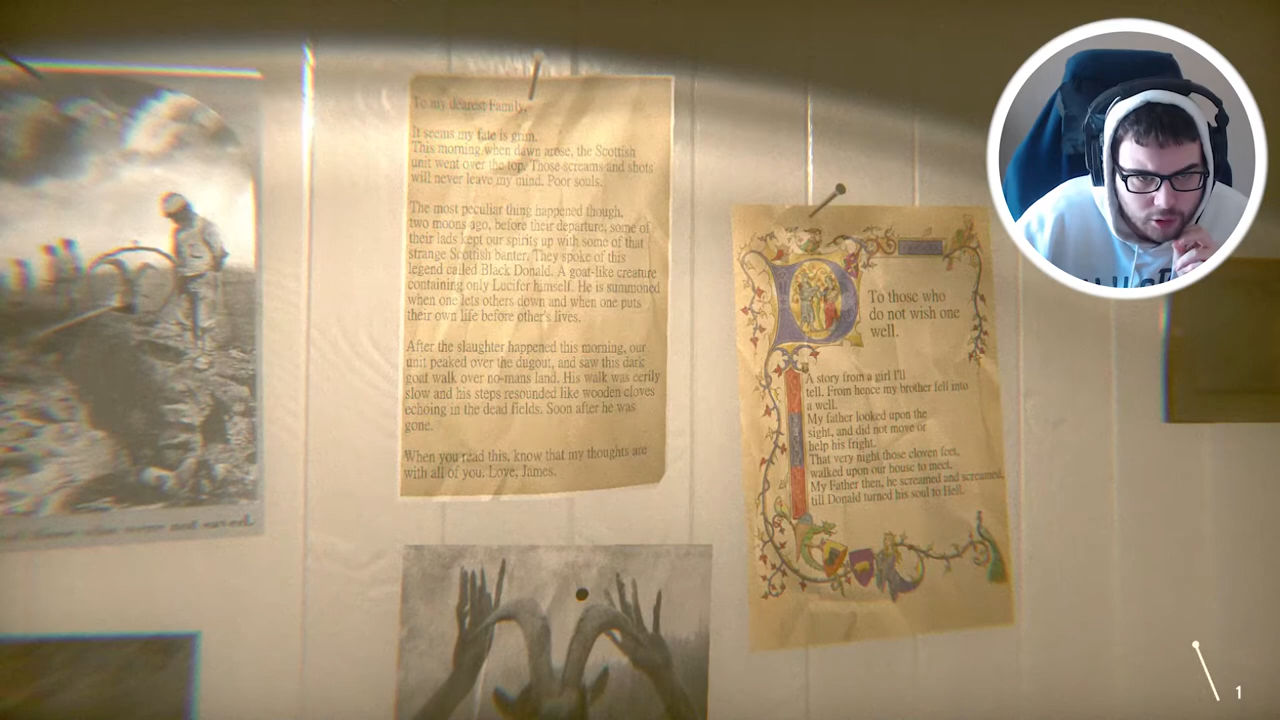 To my dearest Family,
It seems my fate is grim.
This morning when dawn arose, the Scottish
unit went over the top. Those screams and shots
will never leave my mind. Poor souls.
The most peculiar thing happened though,
two moons ago, before their departure, some of
their lads kept our spirits up with some of that
strange Scottish banter. They spoke of this
legend called Black Donald. A goat-like creature
containing only Lucifer himself. He is summoned
when one lets others down and when one puts
their own life before other's lives.
After the slaughter happened this morning, our
unit peaked over the dugout, and saw this dark
goat walk over no-mans land. His walk was eerily
slow and his steps resounded like wooden cloves
echoing in the dead fields. Soon after he was
gone.
When you read this, know that my thoughts are
with all of you. Love, James.
To those who
do not wish one
well.
A story from a girl I'll
tell. From hence my brother fell into
a well.
My father looked upon the
sight, and did not move or
help his fright.
That very night those cloven feet,
walked upon our house to meet.
My Father then, he screamed and screamed,
till Donald turned his soul to Hell.
1